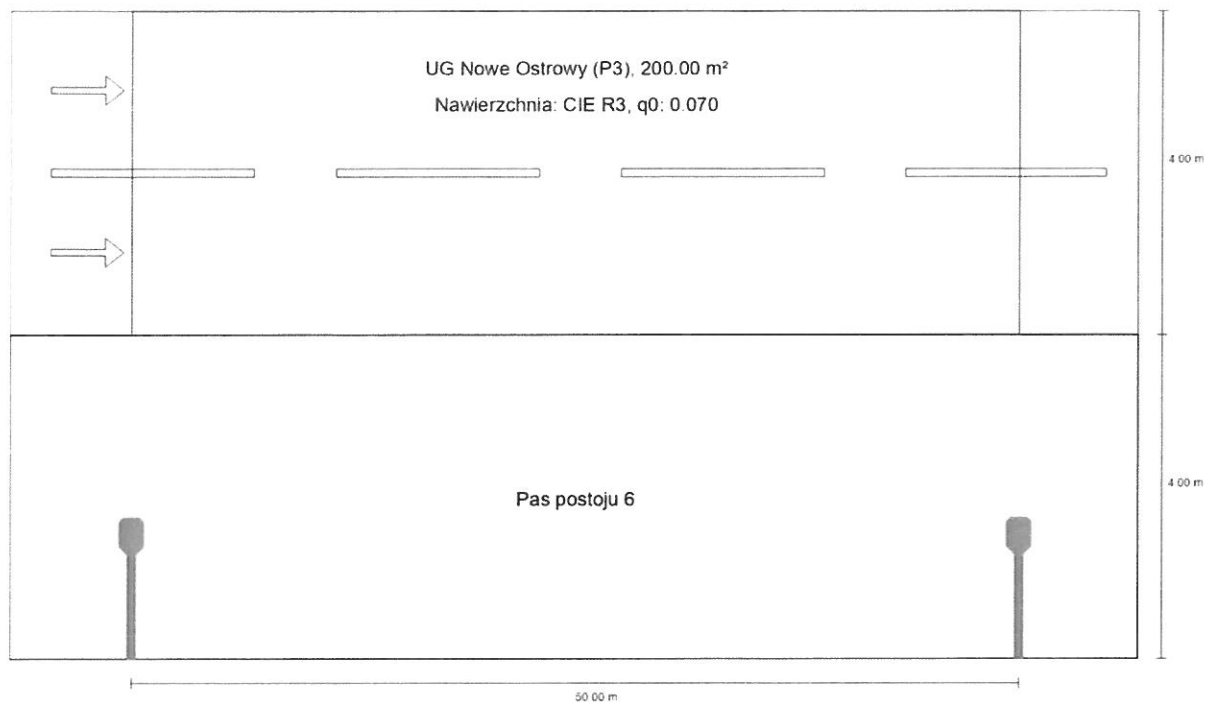 UG Nowe Ostrowy (P3), 200.00 m²
Nawierzchnia: CIE R3, q0: 0.070
4.00 m
Pas postoju 6
4.00 m
50.00 m